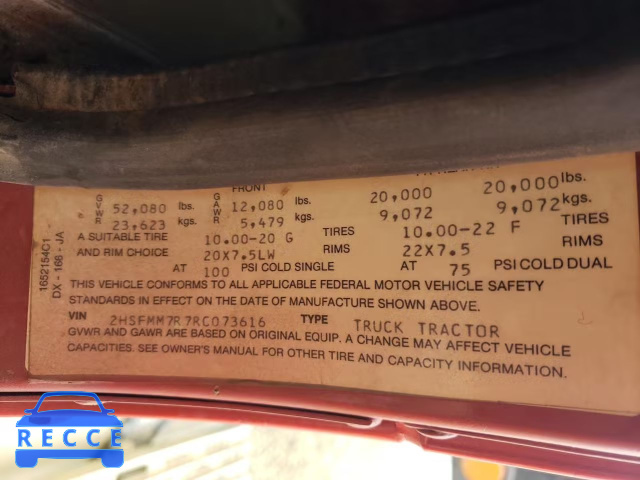 FRONT
GVWR 52,080 lbs. GAWR 12,080 lbs. 20,000 20,000 lbs.
23,623 kgs. 5,479 kgs. 9,072 9,072 kgs.
A SUITABLE TIRE 10.00-20 G TIRES 10.00-22 F TIRES
AND RIM CHOICE 20X7.5LW RIMS 22X7.5 RIMS
AT 100 PSI COLD SINGLE AT 75 PSI COLD DUAL
THIS VEHICLE CONFORMS TO ALL APPLICABLE FEDERAL MOTOR VEHICLE SAFETY
STANDARDS IN EFFECT ON THE DATE OF MANUFACTURE SHOWN ABOVE.
VIN 2HSFMM7R7RC073616 TYPE TRUCK TRACTOR
GVWR AND GAWR ARE BASED ON ORIGINAL EQUIP. A CHANGE MAY AFFECT VEHICLE
CAPACITIES. SEE OWNER'S MANUAL FOR OTHER TIRE AND CAPACITY INFORMATION.
1652154C1
DX - 166 - JA
RECCE